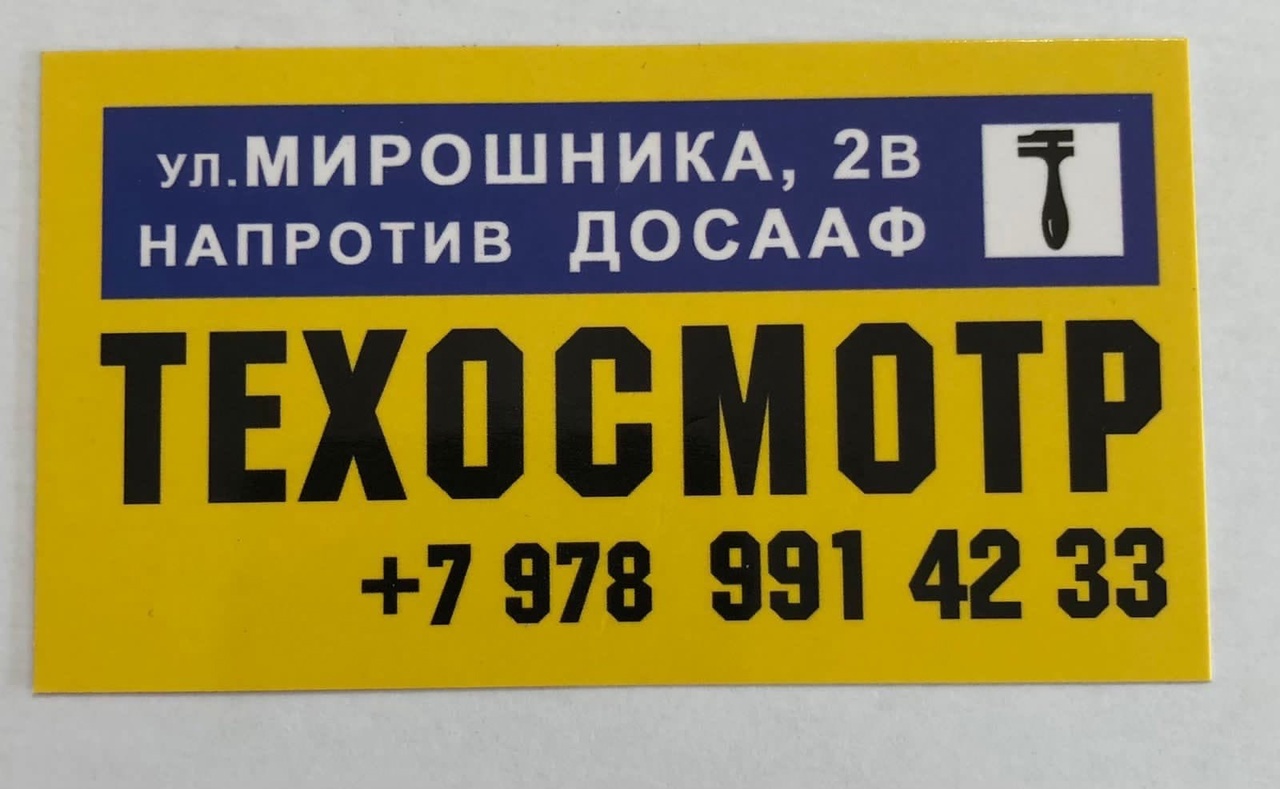 ул.МИРОШНИКА, 2в
НАПРОТИВ ДОСААФ
ТЕХОСМОТР
+7 978 991 42 33